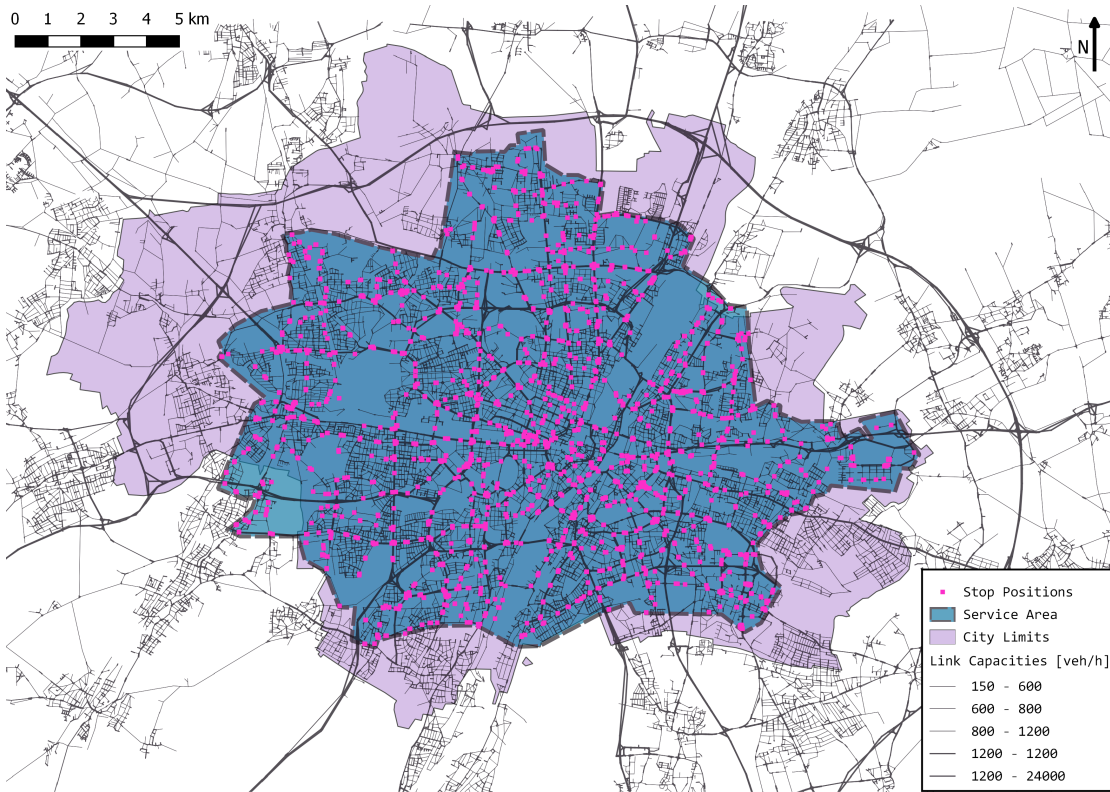 0 1 2 3 4 5 km
N
Stop Positions
Service Area
City Limits
Link Capacities [veh/h]
150 - 600
600 - 800
800 - 1200
1200 - 1200
1200 - 24000